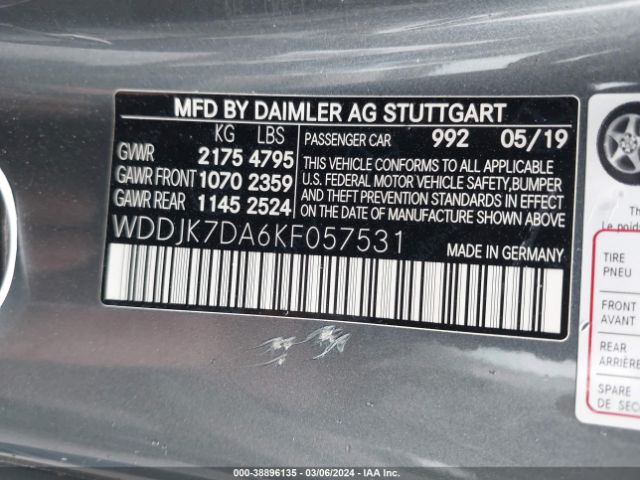 MFD BY DAIMLER AG STUTTGART
KG LBS
GVWR 2175 4795
GAWR FRONT 1070 2359
GAWR REAR 1145 2524
PASSENGER CAR 992 05/19
THIS VEHICLE CONFORMS TO ALL APPLICABLE
U.S. FEDERAL MOTOR VEHICLE SAFETY,BUMPER
AND THEFT PREVENTION STANDARDS IN EFFECT
ON THE DATE OF MANUFACTURE SHOWN ABOVE
WDDJK7DA6KF057531
MADE IN GERMANY
The
Le poids
TIRE
PNEU
FRONT
AVANT
REAR
ARRIÈRE
SPARE
DE
38896135 - 03/06/2024 - IAA Inc.